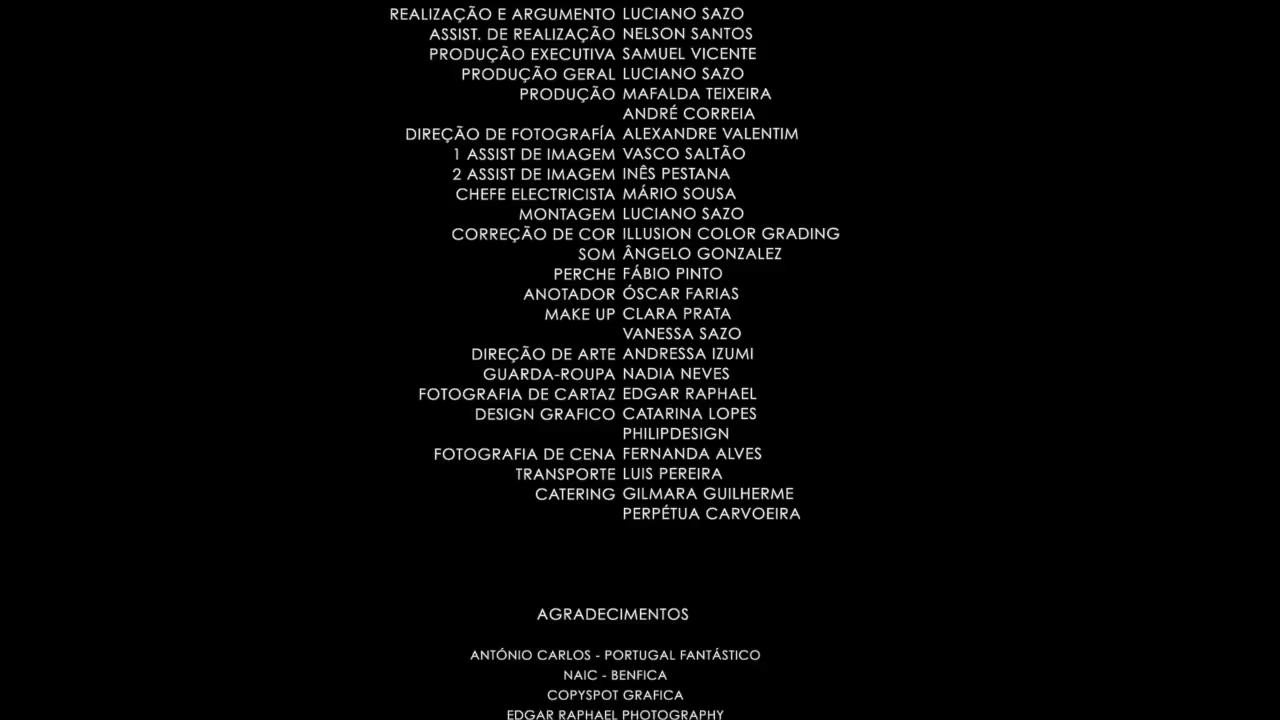 REALIZAÇÃO E ARGUMENTO LUCIANO SAZO
ASSIST. DE REALIZAÇÃO NELSON SANTOS
PRODUÇÃO EXECUTIVA SAMUEL VICENTE
PRODUÇÃO GERAL LUCIANO SAZO
PRODUÇÃO MAFALDA TEIXEIRA
ANDRÉ CORREIA
DIREÇÃO DE FOTOGRAFÍA ALEXANDRE VALENTIM
1 ASSIST DE IMAGEM VASCO SALTÃO
2 ASSIST DE IMAGEM INÊS PESTANA
CHEFE ELECTRICISTA MÁRIO SOUSA
MONTAGEM LUCIANO SAZO
CORREÇÃO DE COR ILLUSION COLOR GRADING
SOM ÂNGELO GONZALEZ
PERCHE FÁBIO PINTO
ANOTADOR ÓSCAR FARIAS
MAKE UP CLARA PRATA
VANESSA SAZO
DIREÇÃO DE ARTE ANDRESSA IZUMI
GUARDA-ROUPA NADIA NEVES
FOTOGRAFIA DE CARTAZ EDGAR RAPHAEL
DESIGN GRAFICO CATARINA LOPES
PHILIPDESIGN
FOTOGRAFIA DE CENA FERNANDA ALVES
TRANSPORTE LUIS PEREIRA
CATERING GILMARA GUILHERME
PERPÉTUA CARVOEIRA
AGRADECIMENTOS
ANTÓNIO CARLOS - PORTUGAL FANTÁSTICO
NAIC - BENFICA
COPYSPOT GRAFICA
EDGAR RAPHAEL PHOTOGRAPHY